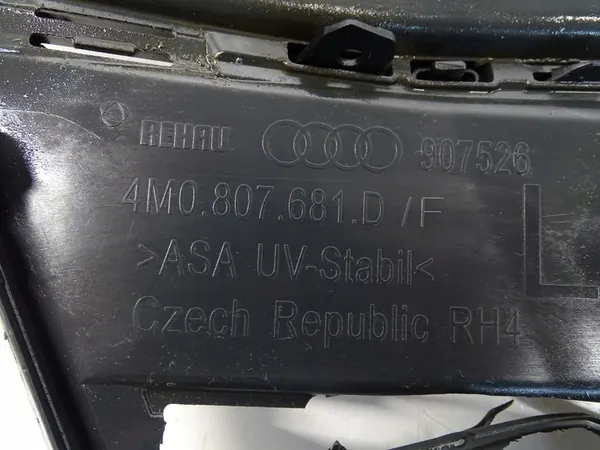 REHAU 907526
4M0.807.681.D /F
>ASA UV-Stabil<
Czech Republic RH4
L